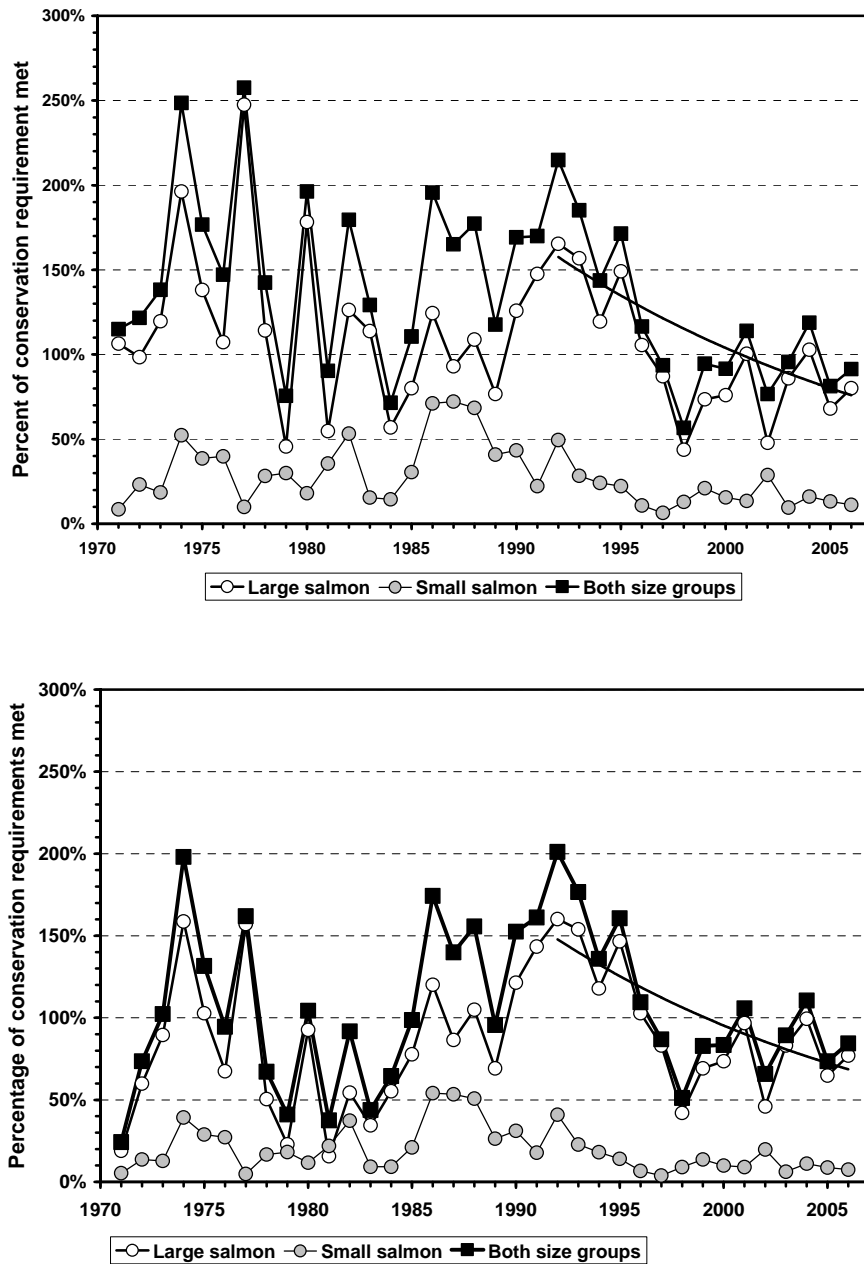 Percent of conservation requirement met
300%
250%
200%
150%
100%
50%
0%
1970 1975 1980 1985 1990 1995 2000 2005
Large salmon Small salmon Both size groups
Percentage of conservation requirements met
300%
250%
200%
150%
100%
50%
0%
1970 1975 1980 1985 1990 1995 2000 2005
Large salmon Small salmon Both size groups